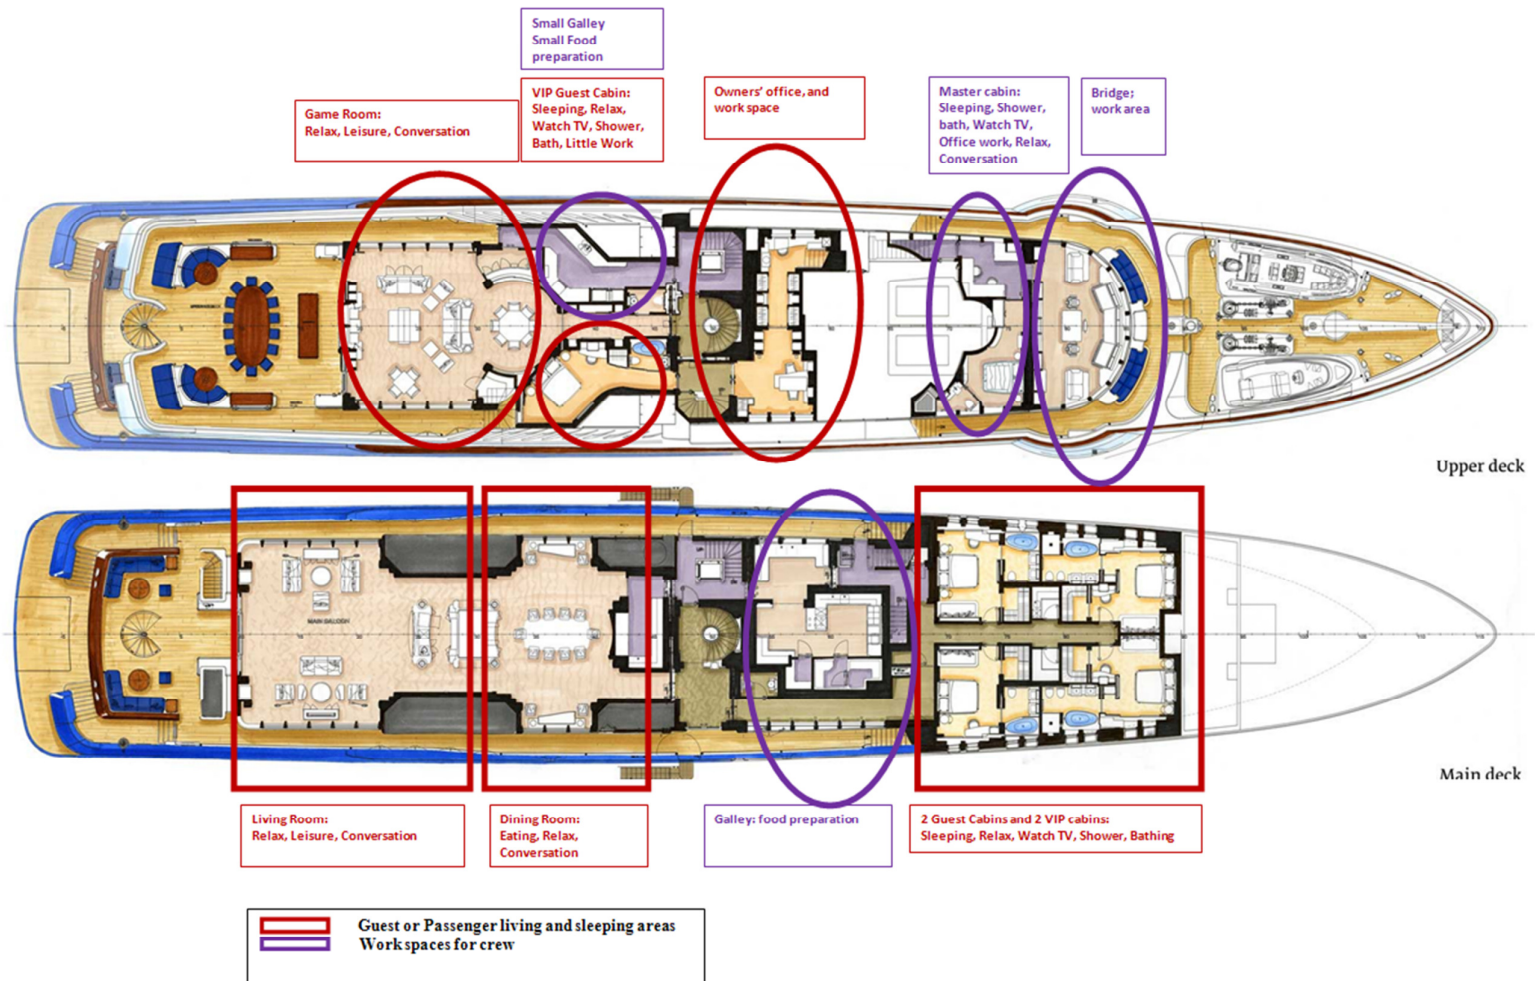 Small Galley
Small Food
preparation
VIP Guest Cabin:
Sleeping, Relax,
Watch TV, Shower,
Bath, Little Work
Game Room:
Relax, Leisure, Conversation
Owners' office, and
work space
Master cabin:
Sleeping, Shower,
bath, Watch TV,
Office work, Relax,
Conversation
Bridge;
work area
Upper deck
MAIN SALOON
Main deck
Living Room:
Relax, Leisure, Conversation
Dining Room:
Eating, Relax,
Conversation
Galley: food preparation
2 Guest Cabins and 2 VIP cabins:
Sleeping, Relax, Watch TV, Shower, Bathing
Guest or Passenger living and sleeping areas
Work spaces for crew